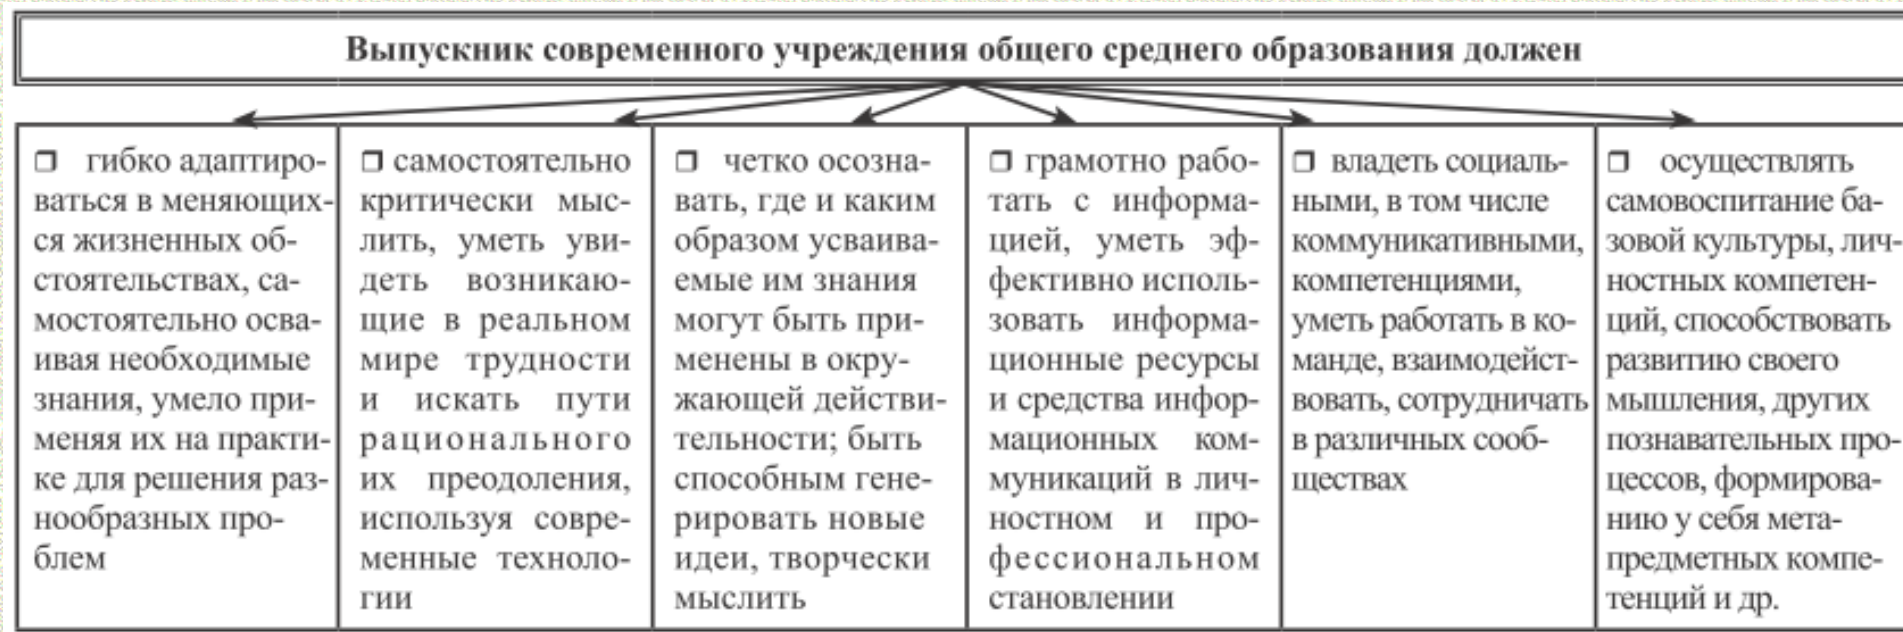 Выпускник современного учреждения общего среднего образования должен
❒ гибко адаптиро-
ваться в меняющих-
ся жизненных об-
стоятельствах, са-
мостоятельно осва-
ивая необходимые
знания, умело при-
меняя их на практи-
ке для решения раз-
нообразных про-
блем
❒ самостоятельно
критически мыс-
лить, уметь уви-
деть возникаю-
щие в реальном
мире трудности
и искать пути
рационального
их преодоления,
используя совре-
менные техноло-
гии
❒ четко осозна-
вать, где и каким
образом усваива-
емые им знания
могут быть при-
менены в окру-
жающей действи-
тельности; быть
способным гене-
рировать новые
идеи, творчески
мыслить
❒ грамотно рабо-
тать с информа-
цией, уметь эф-
фективно исполь-
зовать информа-
ционные ресурсы
и средства инфор-
мационных ком-
муникаций в лич-
ностном и про-
фессиональном
становлении
❒ владеть социаль-
ными, в том числе
коммуникативными,
компетенциями,
уметь работать в ко-
манде, взаимодейст-
вовать, сотрудничать
в различных сооб-
ществах
❒ осуществлять
самовоспитание ба-
зовой культуры, лич-
ностных компетен-
ций, способствовать
развитию своего
мышления, других
познавательных про-
цессов, формирова-
нию у себя мета-
предметных компе-
тенций и др.